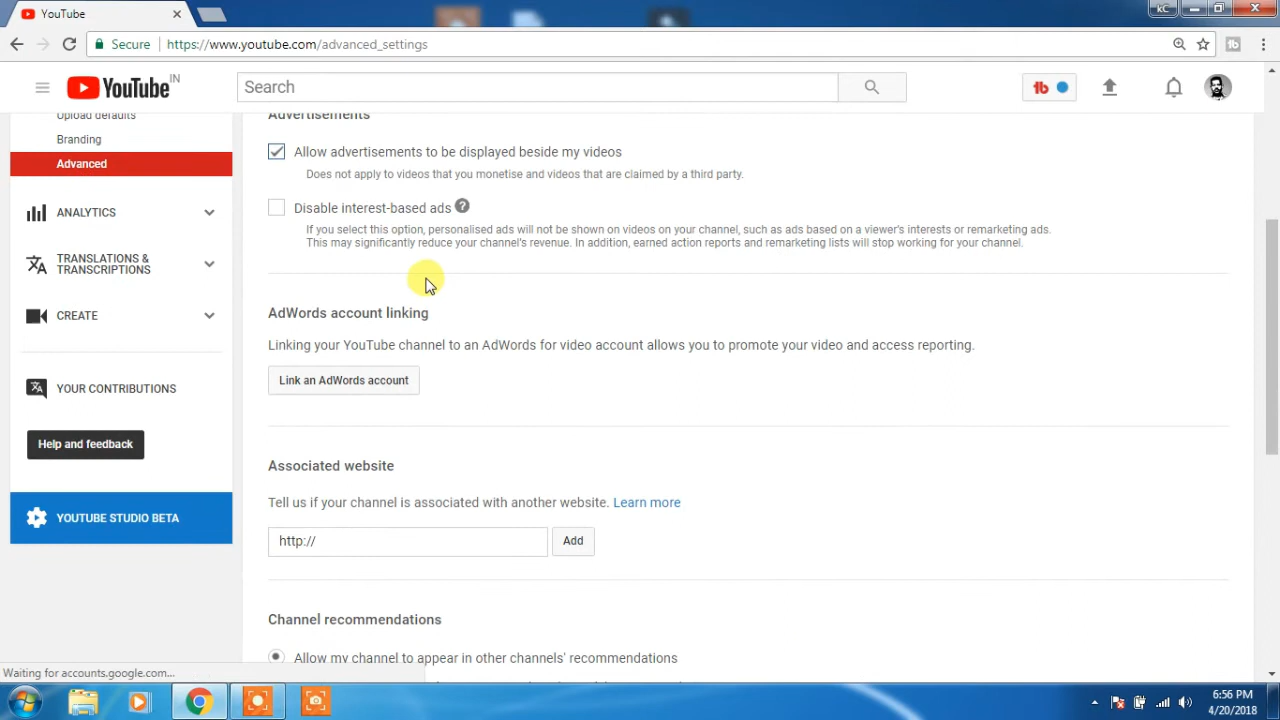 YouTube
kC
Secure
https://www.youtube.com/advanced_settings
YouTube IN
Search
Upload defaults
Branding
Advanced
ANALYTICS
TRANSLATIONS &
TRANSCRIPTIONS
CREATE
YOUR CONTRIBUTIONS
Help and feedback
YOUTUBE STUDIO BETA
Advertisements
Allow advertisements to be displayed beside my videos
Does not apply to videos that you monetise and videos that are claimed by a third party.
Disable interest-based ads
If you select this option, personalised ads will not be shown on videos on your channel, such as ads based on a viewer's interests or remarketing ads.
This may significantly reduce your channel's revenue. In addition, earned action reports and remarketing lists will stop working for your channel.
AdWords account linking
Linking your YouTube channel to an AdWords for video account allows you to promote your video and access reporting.
Link an AdWords account
Associated website
Tell us if your channel is associated with another website. Learn more
http://
Add
Channel recommendations
Allow my channel to appear in other channels' recommendations
Waiting for accounts.google.com...
6:56 PM
4/20/2018